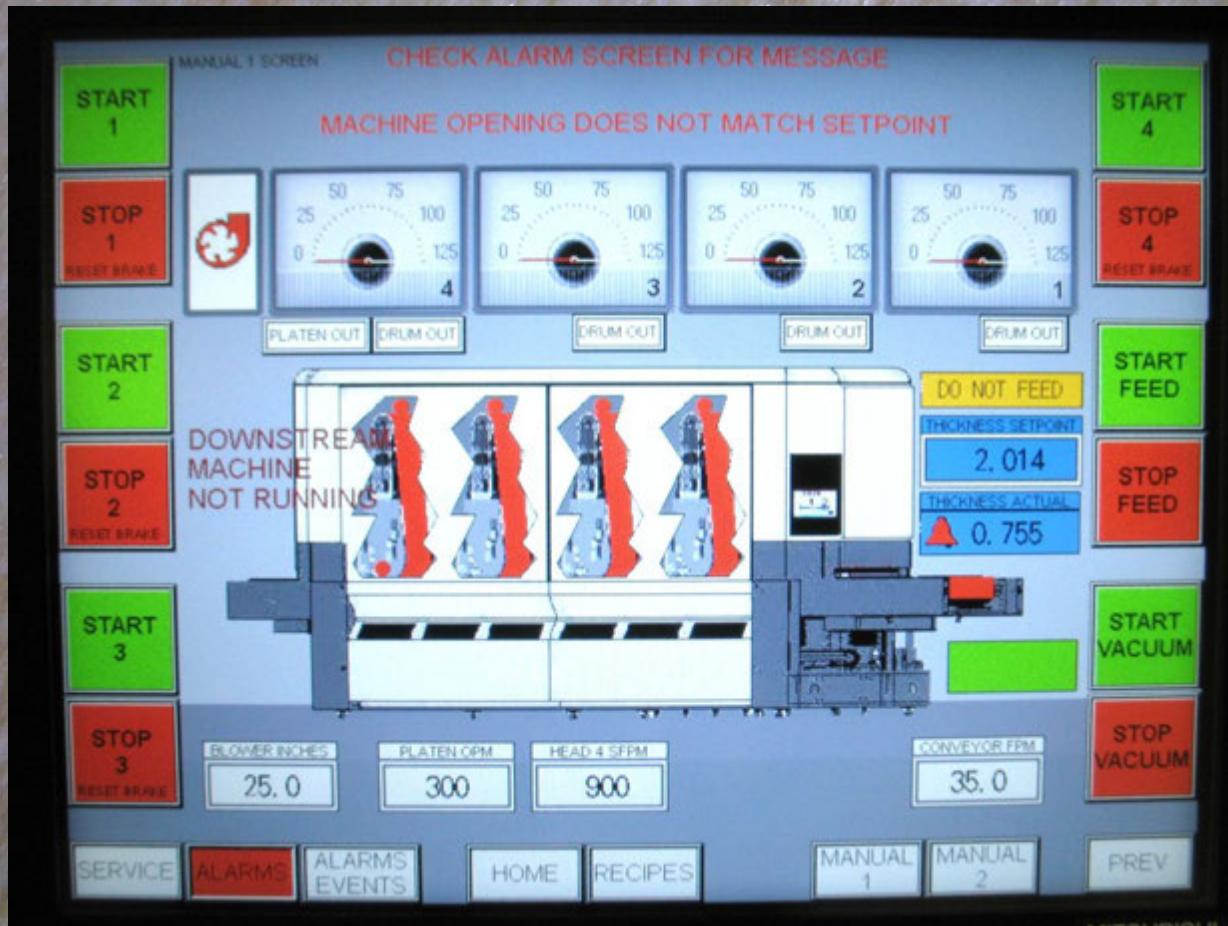 MANUAL 1 SCREEN
CHECK ALARM SCREEN FOR MESSAGE
MACHINE OPENING DOES NOT MATCH SETPOINT
START
1
STOP
1
RESET BRAKE
START
2
STOP
2
RESET BRAKE
START
3
STOP
3
RESET BRAKE
0 25 50 75 100 125
4
0 25 50 75 100 125
3
0 25 50 75 100 125
2
0 25 50 75 100 125
1
PLATEN OUT
DRUM OUT
DRUM OUT
DRUM OUT
DRUM OUT
DOWNSTREAM
MACHINE
NOT RUNNING
DO NOT FEED
THICKNESS SETPOINT
2.014
THICKNESS ACTUAL
0.755
START
4
STOP
4
RESET BRAKE
START
FEED
STOP
FEED
START
VACUUM
STOP
VACUUM
BLOWER INCHES
25.0
PLATEN OPM
300
HEAD 4 SFPM
900
CONVEYOR FPM
35.0
SERVICE
ALARMS
ALARMS
EVENTS
HOME
RECIPES
MANUAL
1
MANUAL
2
PREV
MITSUBISHI